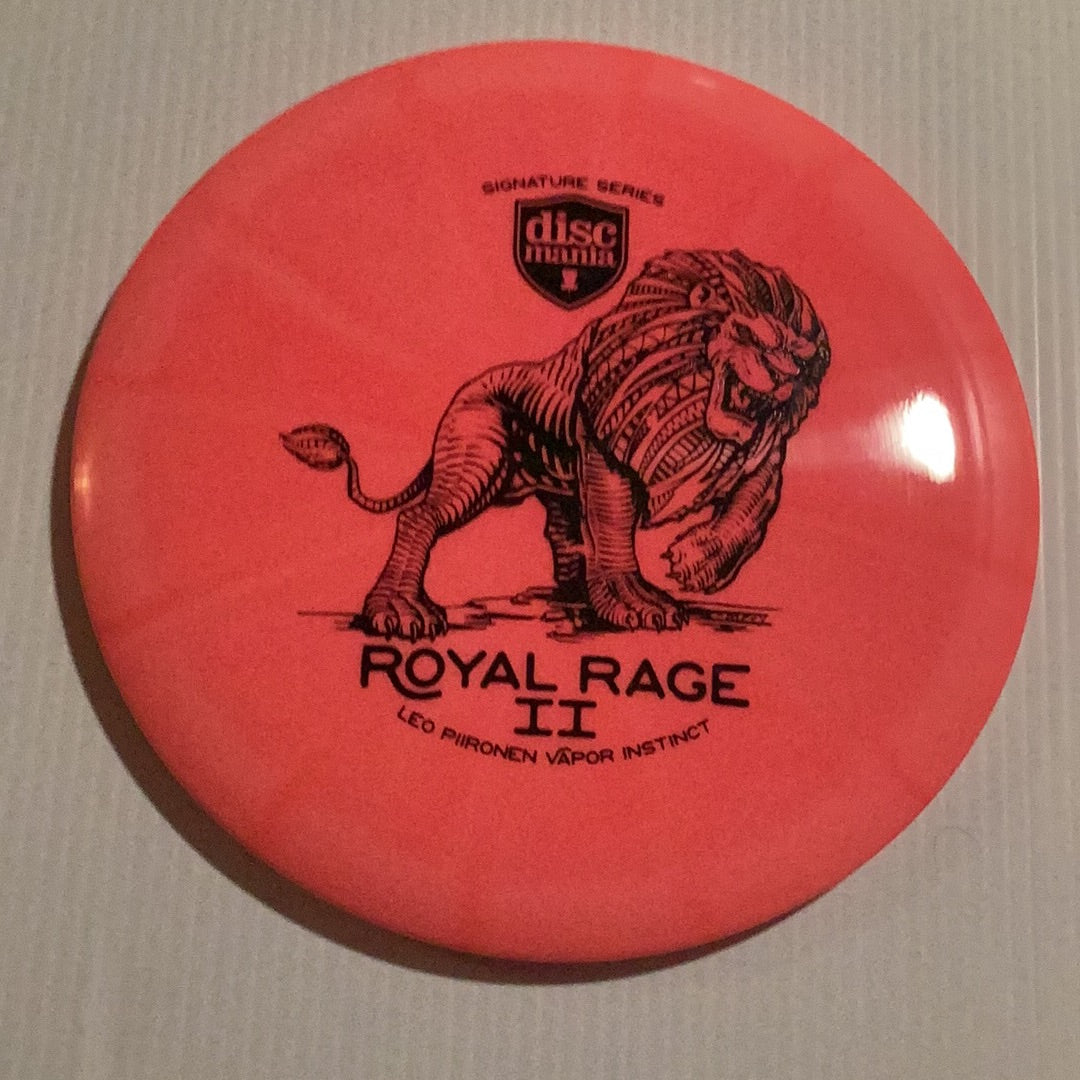 SIGNATURE SERIES
disc
mania
ROYAL RAGE
II
LEO PIIRONEN VAPOR INSTINCT